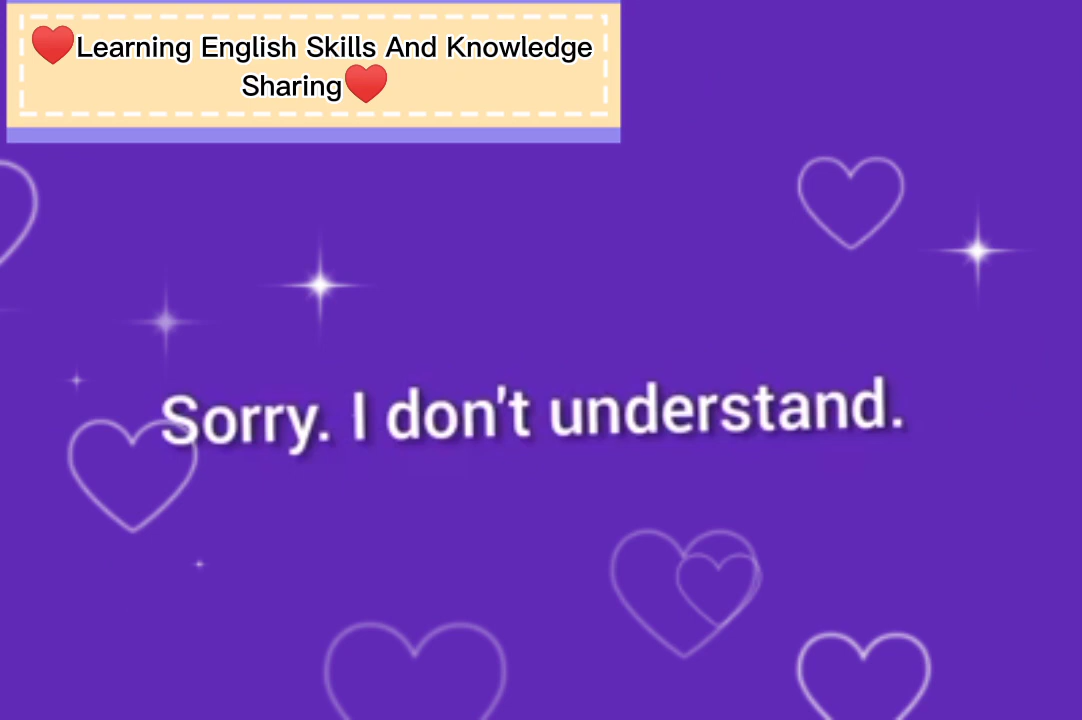 ❤️Learning English Skills And Knowledge
Sharing❤️
Sorry. I don't understand.